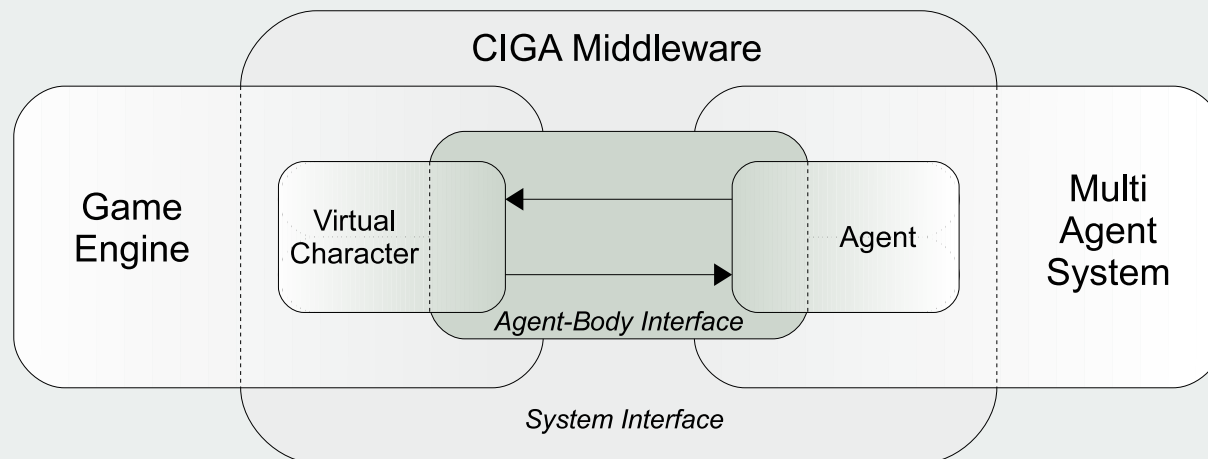 CIGA Middleware
Game
Engine
Virtual
Character
Agent
Multi
Agent
System
Agent-Body Interface
System Interface